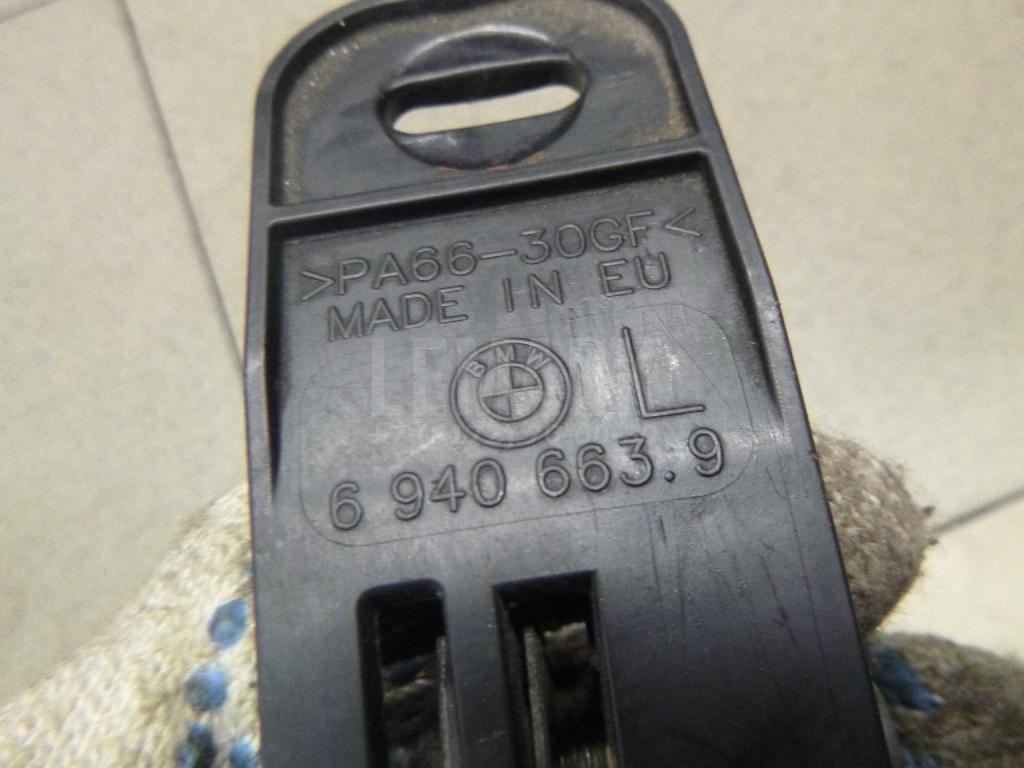 >PA66-30GF<
MADE IN EU
BMW
L
6 940 663.9